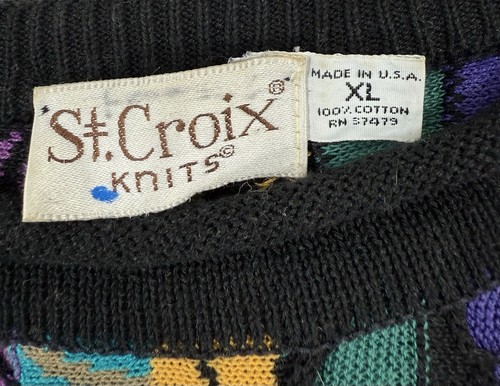 St.Croix®
KNITS©
MADE IN U.S.A.
XL
100% COTTON
RN 57479